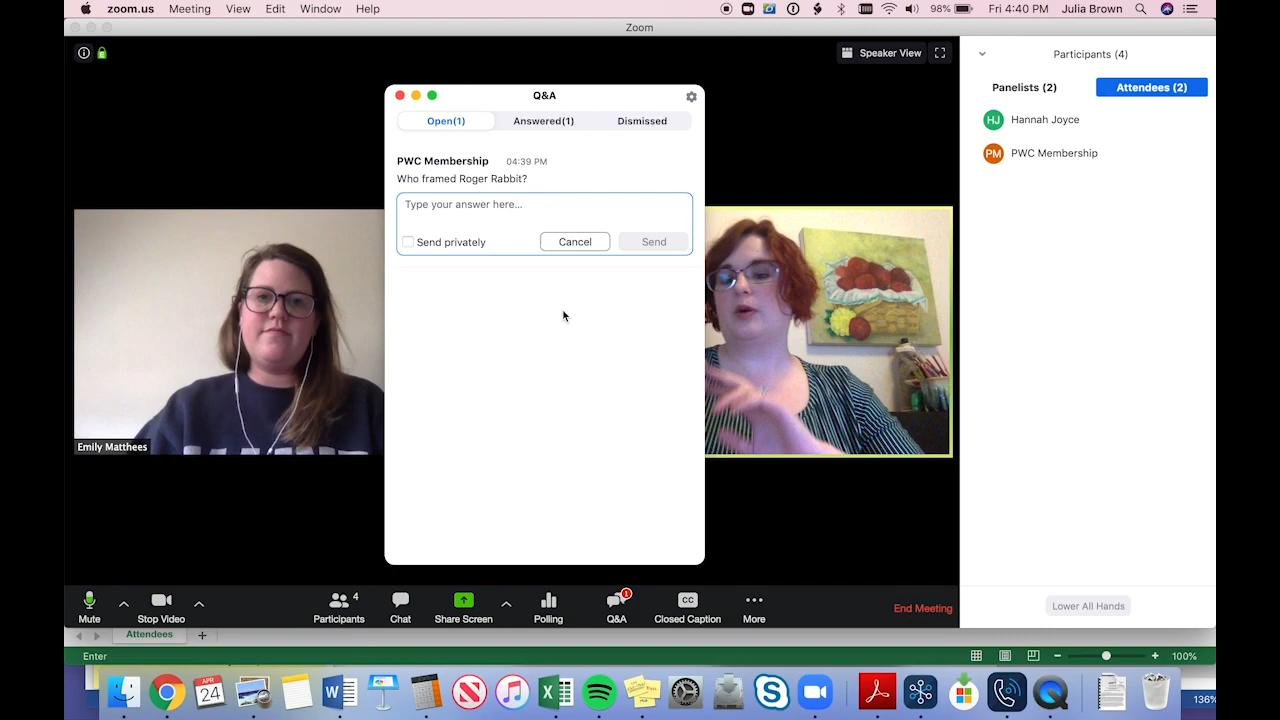 zoom.us Meeting View Edit Window Help 98% Fri 4:40 PM Julia Brown
Zoom
Speaker View
Participants (4)
Panelists (2) Attendees (2)
HJ Hannah Joyce
PM PWC Membership
Q&A
Open(1) Answered(1) Dismissed
PWC Membership 04:39 PM
Who framed Roger Rabbit?
Type your answer here...
Send privately Cancel Send
Emily Matthees
Mute Stop Video Participants 4 Chat Share Screen Polling Q&A 1 CC Closed Caption More End Meeting
Lower All Hands
Attendees
Enter 100%
APR
24
136%